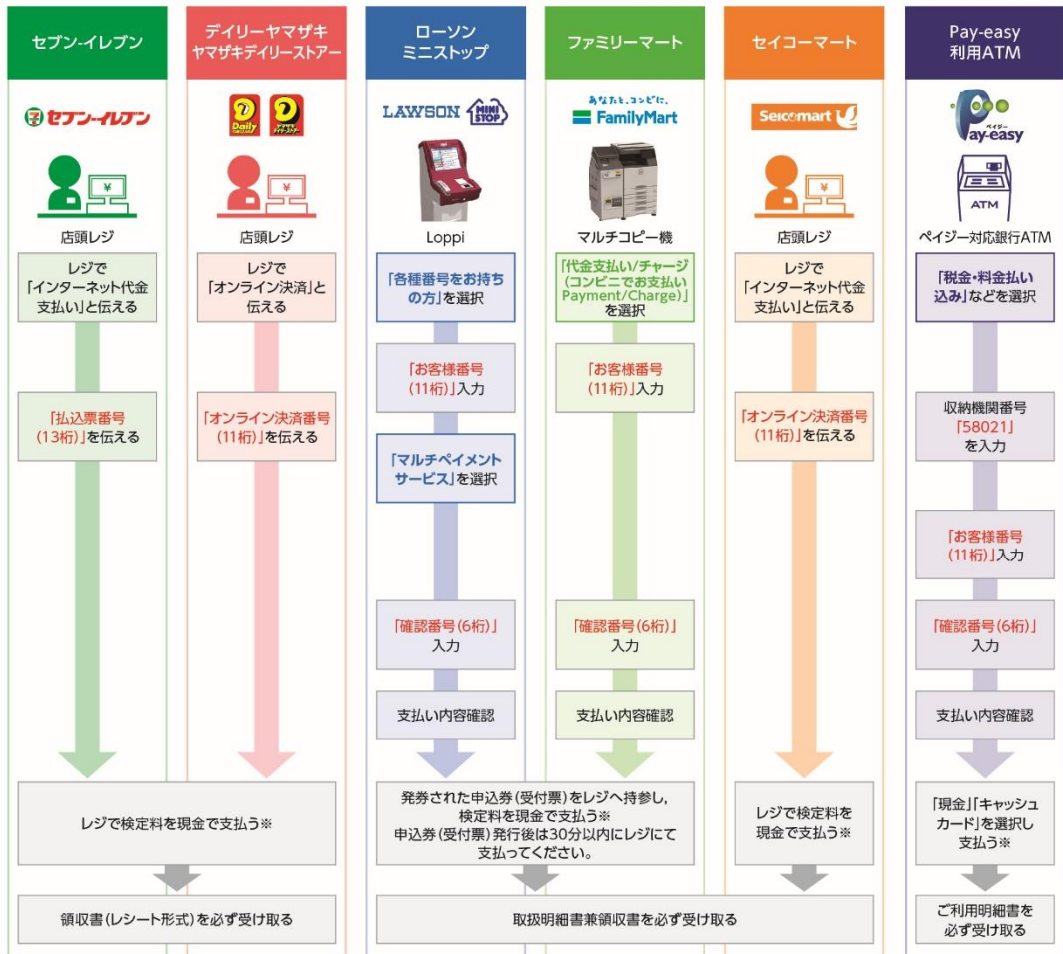 セブン-イレブン
デイリーヤマザキ
ヤマザキデイリーストアー
ローソン
ミニストップ
ファミリーマート
セイコーマート
Pay-easy
利用ATM
セブン-イレブン
Daily
LAWSON
MINI
STOP
あなたと、コンビに、
FamilyMart
Seicomart
ペイジー
Pay-easy
¥
店頭レジ
¥
店頭レジ
Loppi
マルチコピー機
¥
店頭レジ
ATM
ペイジー対応銀行ATM
レジで
「インターネット代金
支払い」と伝える
レジで
「オンライン決済」と
伝える
「各種番号をお持ち
の方」を選択
「代金支払い/チャージ
(コンビニでお支払い
Payment/Charge)」
を選択
レジで
「インターネット代金
支払い」と伝える
「税金・料金払い
込み」などを選択
「お客様番号
(11桁)」入力
「お客様番号
(11桁)」入力
「払込票番号
(13桁)」を伝える
「オンライン決済番号
(11桁)」を伝える
「マルチペイメント
サービス」を選択
「オンライン決済番号
(11桁)」を伝える
収納機関番号
「58021」
を入力
「お客様番号
(11桁)」入力
「確認番号(6桁)」
入力
「確認番号(6桁)」
入力
「確認番号(6桁)」
入力
支払い内容確認
支払い内容確認
支払い内容確認
レジで検定料を現金で支払う※
発券された申込券(受付票)をレジへ持参し,
検定料を現金で支払う※
申込券(受付票)発行後は30分以内にレジにて
支払ってください。
レジで検定料を
現金で支払う※
「現金」「キャッシュ
カード」を選択し
支払う※
領収書(レシート形式)を必ず受け取る
取扱明細書兼領収書を必ず受け取る
ご利用明細書を
必ず受け取る